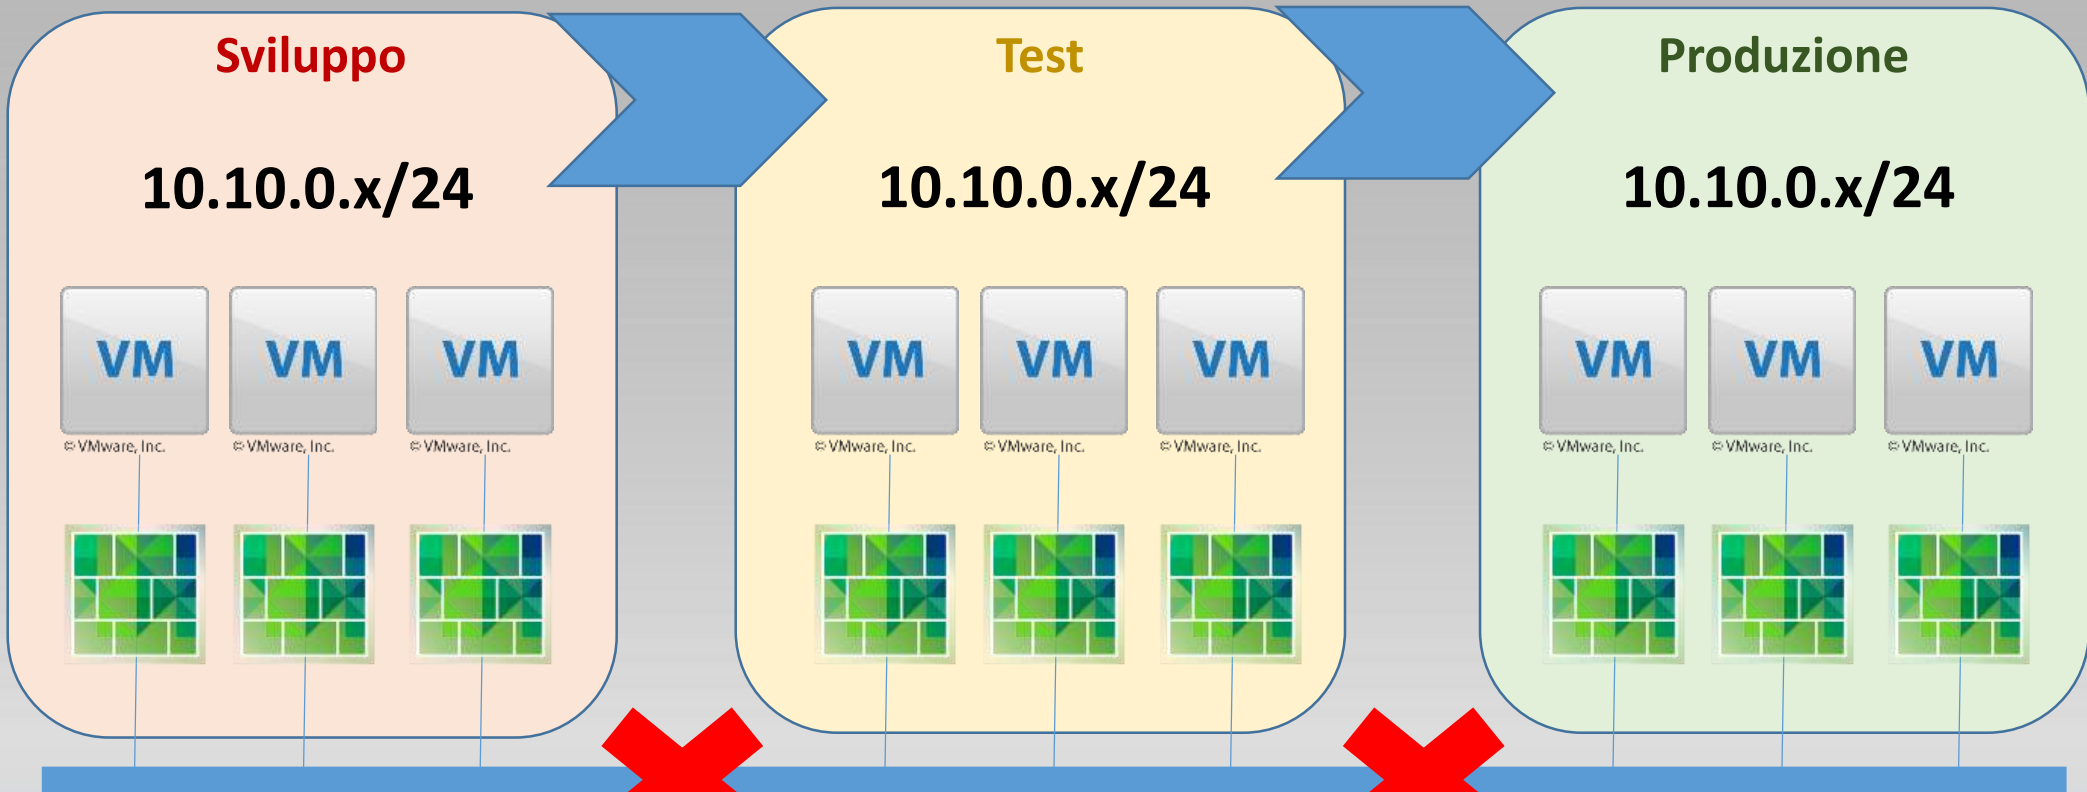 Sviluppo
Test
Produzione
10.10.0.x/24
10.10.0.x/24
10.10.0.x/24
VM
VM
VM
VM
VM
VM
VM
VM
VM
© VMware, Inc.
© VMware, Inc.
© VMware, Inc.
© VMware, Inc.
© VMware, Inc.
© VMware, Inc.
© VMware, Inc.
© VMware, Inc.
© VMware, Inc.